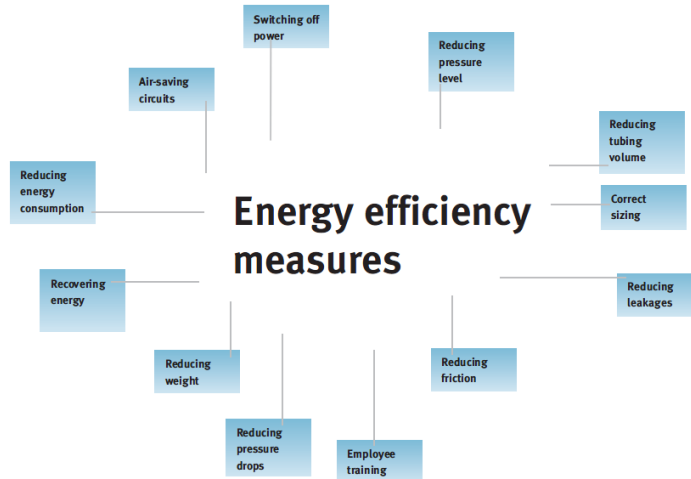 Switching off
power
Reducing
pressure
level
Air-saving
circuits
Reducing
tubing
volume
Reducing
energy
consumption
Correct
sizing
Energy efficiency
measures
Recovering
energy
Reducing
leakages
Reducing
weight
Reducing
friction
Reducing
pressure
drops
Employee
training